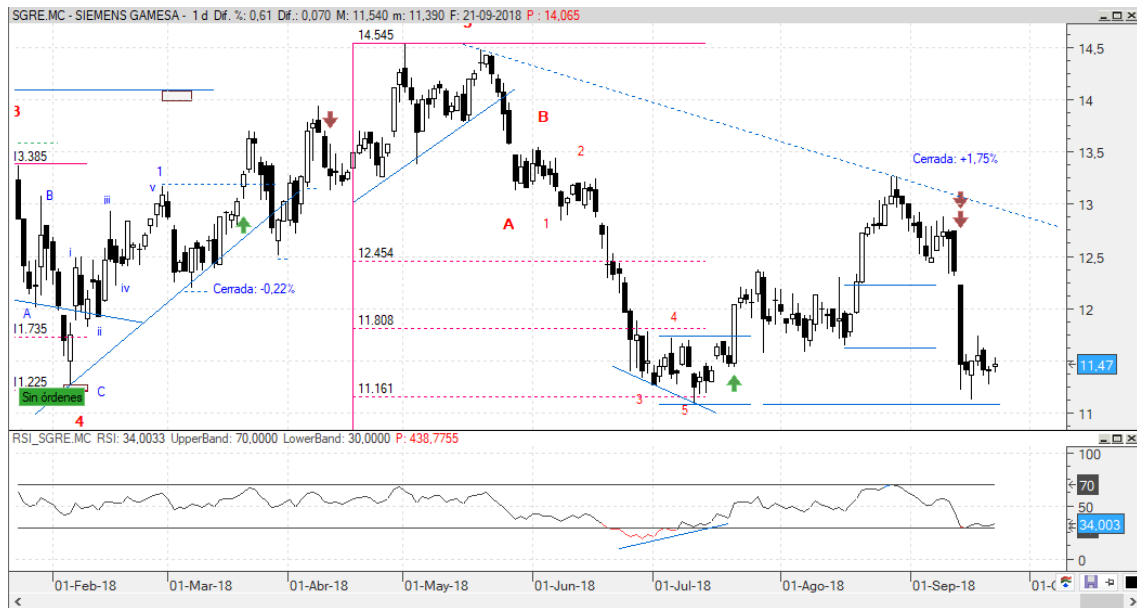 SGRE.MC - SIEMENS GAMESA - 1 d Dif. %: 0,61 Dif.: 0,070 M: 11,540 m: 11,390 F: 21-09-2018 P : 14,065
14.545
14,5
14
B
13,5
13.385
1
2
Cerrada: +1,75%
B
v
iii
A
1
13
12.454
12,5
i
iv
Cerrada: -0,22%
A
ii
12
11.735
11.808
4
11,47
11.225
C
11.161
Sin órdenes
3
5
11
4
RSI_SGRE.MC RSI: 34,0033 UpperBand: 70,0000 LowerBand: 30,0000 P: 438,7755
100
70
50
34,003
0
01-Feb-18 01-Mar-18 01-Abr-18 01-May-18 01-Jun-18 01-Jul-18 01-Ago-18 01-Sep-18